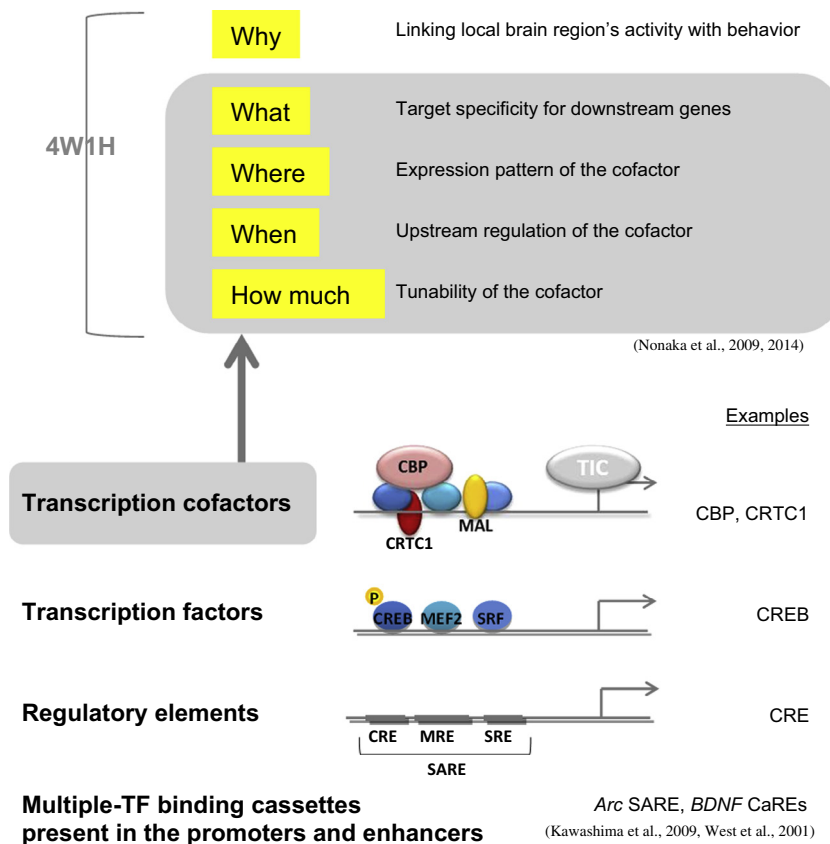 Why Linking local brain region's activity with behavior
What Target specificity for downstream genes
4W1H
Where Expression pattern of the cofactor
When Upstream regulation of the cofactor
How much Tunability of the cofactor
(Nonaka et al., 2009, 2014)
Examples
CBP TIC
Transcription cofactors
MAL CBP, CRTC1
CRTC1
P
Transcription factors CREB MEF2 SRF CREB
Regulatory elements CRE
CRE MRE SRE
SARE
Multiple-TF binding cassettes Arc SARE, BDNF CaREs
present in the promoters and enhancers (Kawashima et al., 2009, West et al., 2001)